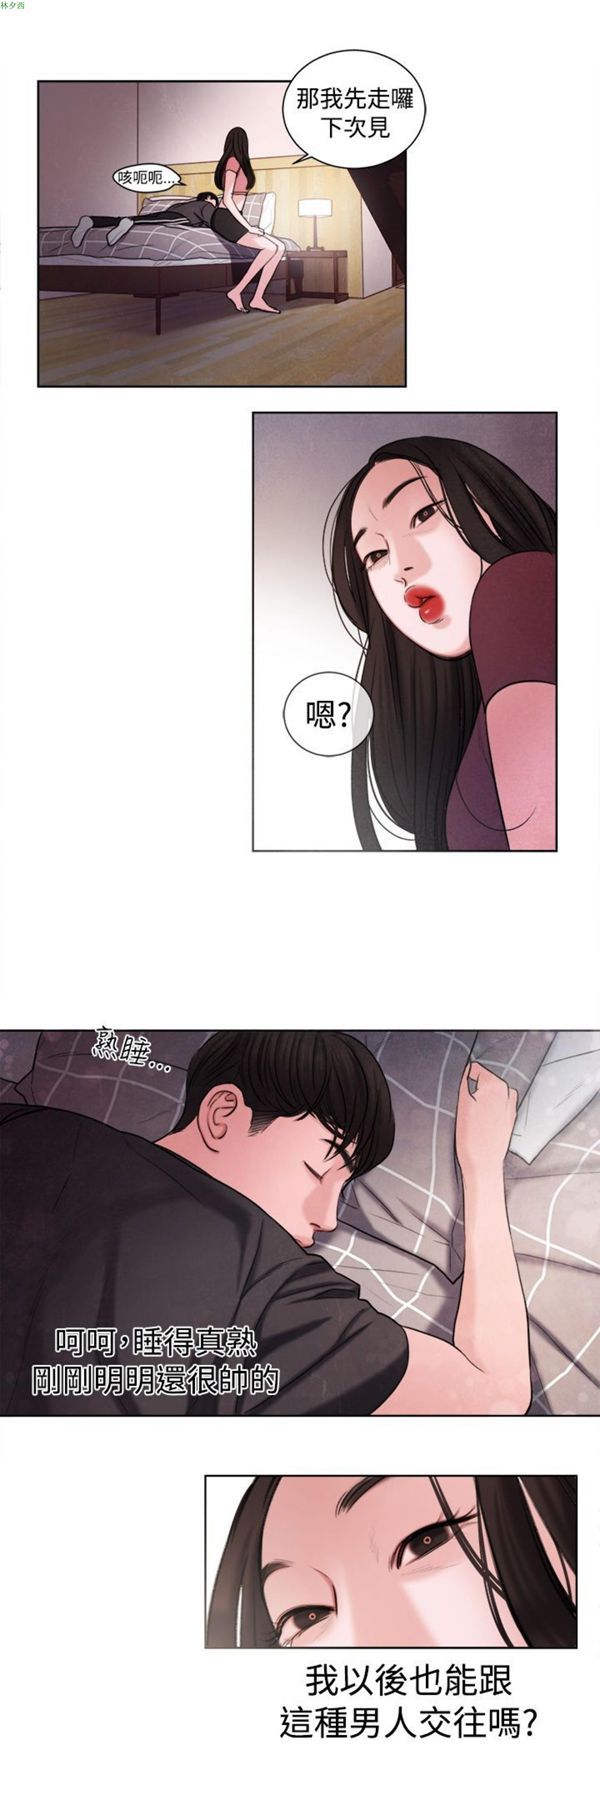 林夕西
那我先走囉
下次見
咳呃呃...
嗯?
熟睡...
呵呵,睡得真熟
剛剛明明還很帥的
我以後也能跟
這種男人交往嗎?